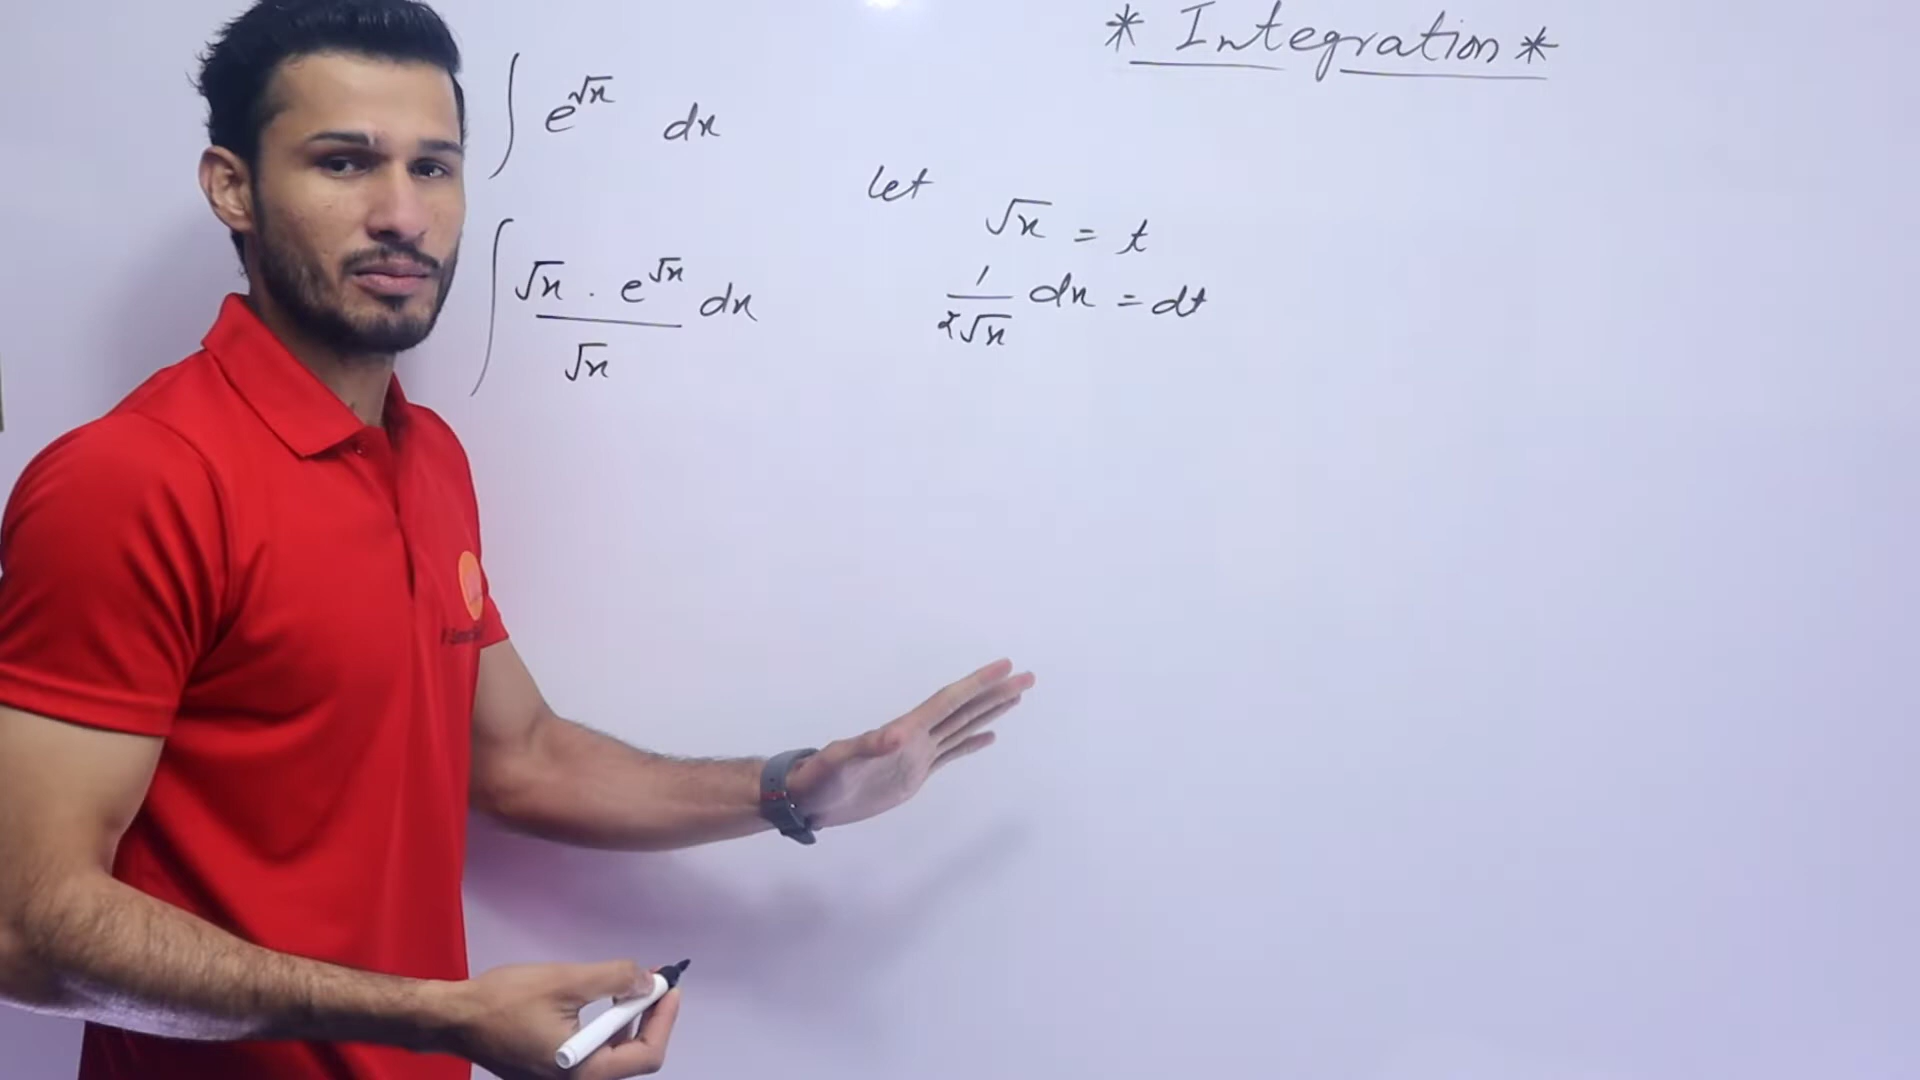 * Integration *
∫ e^√x dx
let
√x = t
∫ √x . e^√x / √x dx
1 / 2√x dx = dt